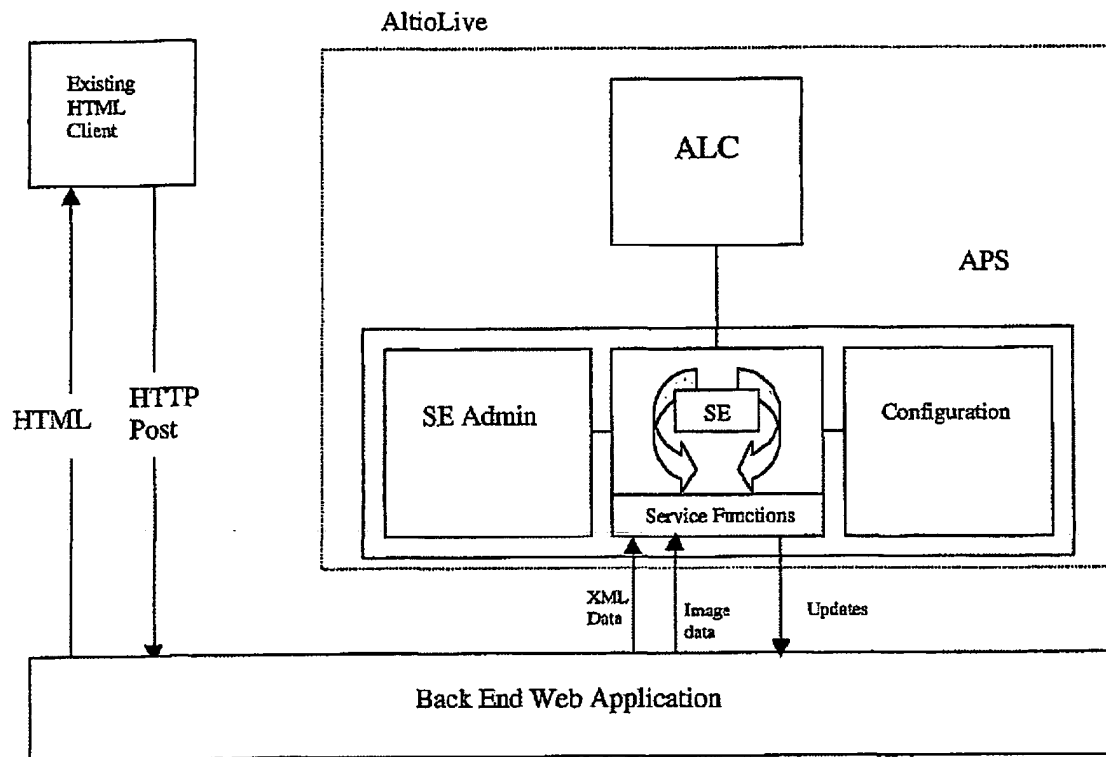 AltioLive
Existing
HTML
Client
ALC
APS
HTML
HTTP
Post
SE Admin
SE
Configuration
Service Functions
XML
Data
Image
data
Updates
Back End Web Application